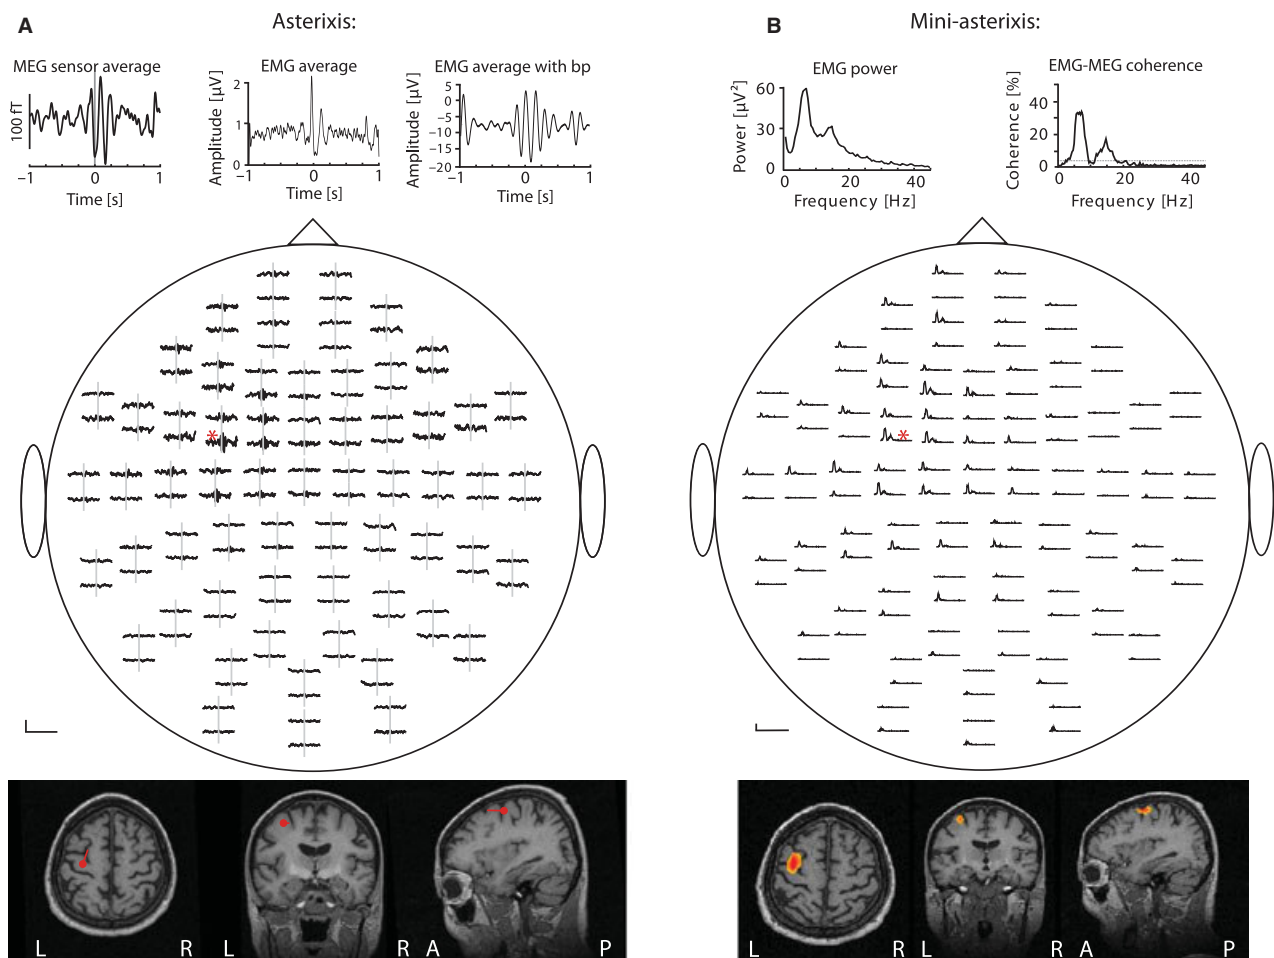 A
Asterixis:
MEG sensor average
100 fT
−1
0
1
Time [s]
EMG average
Amplitude [µV]
2
1
0
−1
0
1
Time [s]
EMG average with bp
Amplitude [µV]
5
0
−5
−10
−15
−20
−1
0
1
Time [s]
*
L
R
L
R
A
P
B
Mini-asterixis:
EMG power
Power [µV²]
60
30
0
0
20
40
Frequency [Hz]
EMG-MEG coherence
Coherence [%]
40
20
10
0
0
20
40
Frequency [Hz]
*
L
R
L
R
A
P